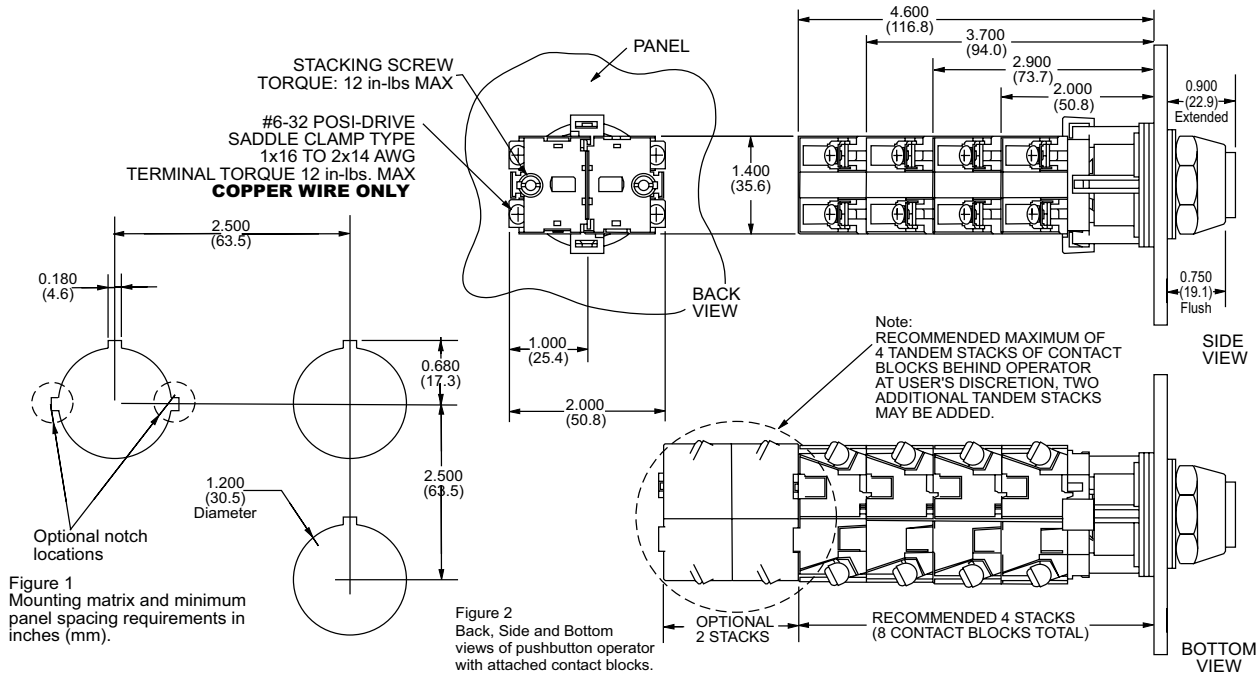 STACKING SCREW
TORQUE: 12 in-lbs MAX
PANEL
#6-32 POSI-DRIVE
SADDLE CLAMP TYPE
1x16 TO 2x14 AWG
TERMINAL TORQUE 12 in-lbs. MAX
COPPER WIRE ONLY
BACK
VIEW
1.000
(25.4)
2.000
(50.8)
4.600
(116.8)
3.700
(94.0)
2.900
(73.7)
2.000
(50.8)
0.900
(22.9)
Extended
1.400
(35.6)
0.750
(19.1)
Flush
SIDE
VIEW
2.500
(63.5)
0.180
(4.6)
0.680
(17.3)
2.500
(63.5)
1.200
(30.5)
Diameter
Optional notch
locations
Figure 1
Mounting matrix and minimum
panel spacing requirements in
inches (mm).
Note:
RECOMMENDED MAXIMUM OF
4 TANDEM STACKS OF CONTACT
BLOCKS BEHIND OPERATOR
AT USER'S DISCRETION, TWO
ADDITIONAL TANDEM STACKS
MAY BE ADDED.
Figure 2
Back, Side and Bottom
views of pushbutton operator
with attached contact blocks.
OPTIONAL
2 STACKS
RECOMMENDED 4 STACKS
(8 CONTACT BLOCKS TOTAL)
BOTTOM
VIEW